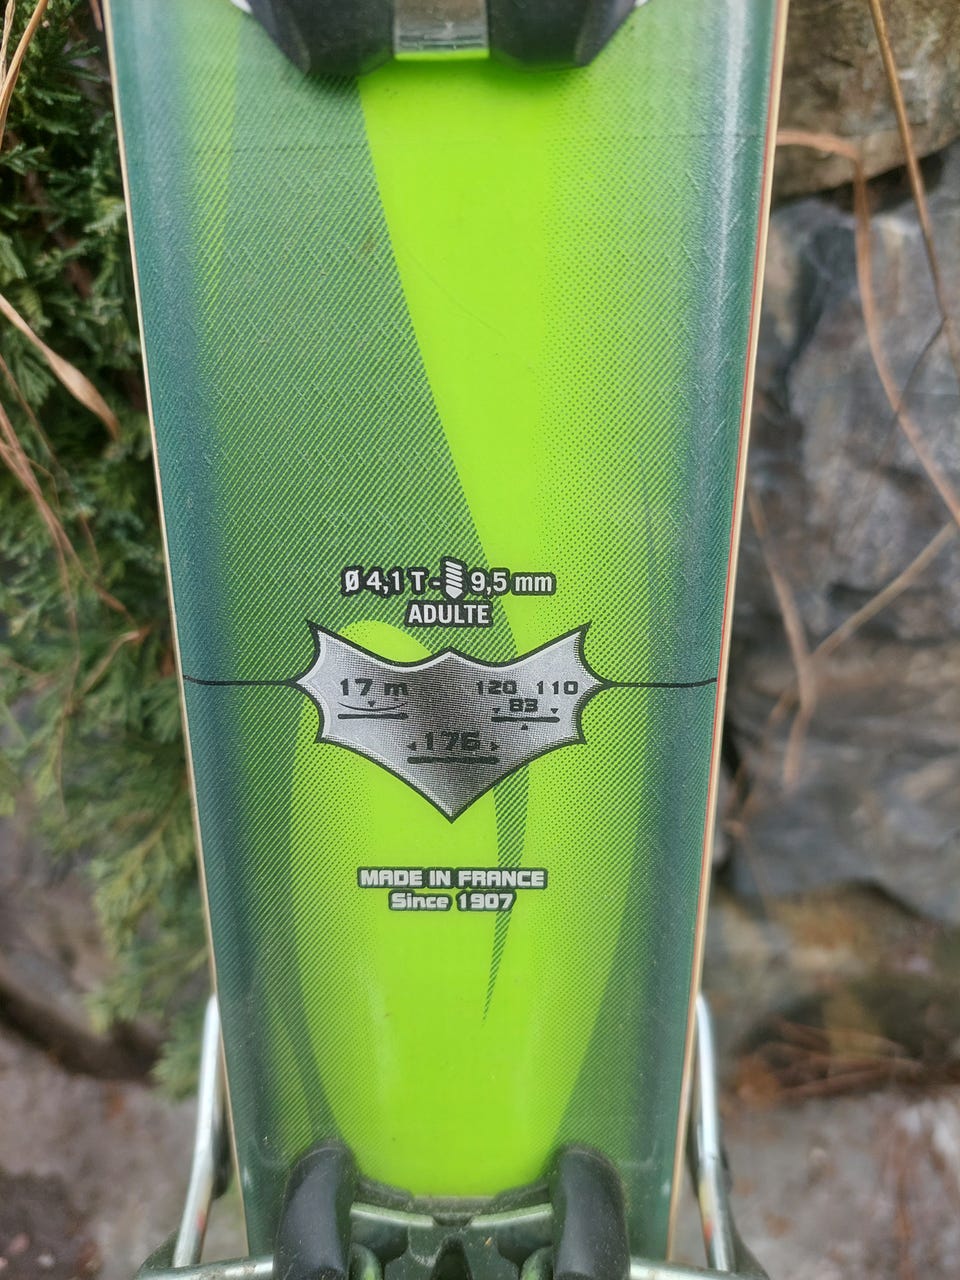 Ø 4,1 T - 9,5 mm
ADULTE
17 m
120 110
83
176
MADE IN FRANCE
Since 1907